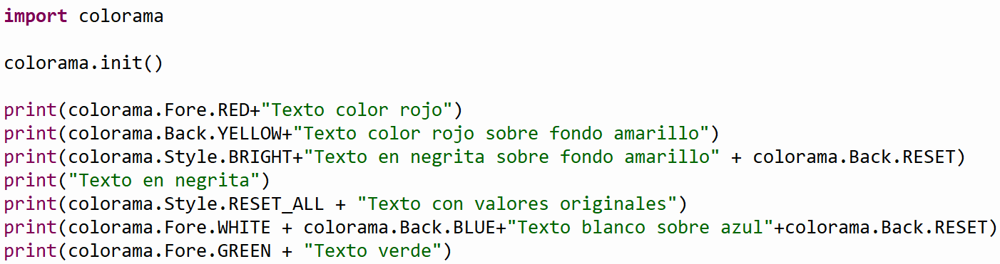 import colorama
colorama.init()
print(colorama.Fore.RED+"Texto color rojo")
print(colorama.Back.YELLOW+"Texto color rojo sobre fondo amarillo")
print(colorama.Style.BRIGHT+"Texto en negrita sobre fondo amarillo" + colorama.Back.RESET)
print("Texto en negrita")
print(colorama.Style.RESET_ALL + "Texto con valores originales")
print(colorama.Fore.WHITE + colorama.Back.BLUE+"Texto blanco sobre azul"+colorama.Back.RESET)
print(colorama.Fore.GREEN + "Texto verde")